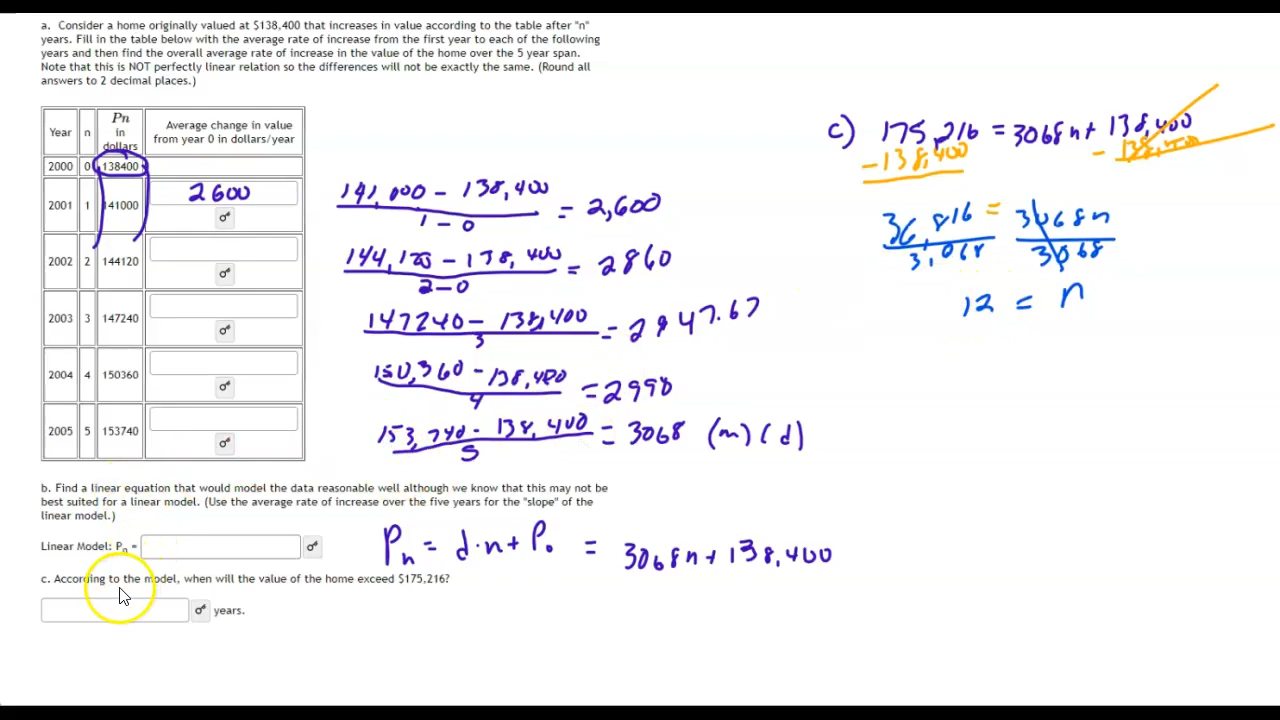 a. Consider a home originally valued at $138,400 that increases in value according to the table after "n"
years. Fill in the table below with the average rate of increase from the first year to each of the following
years and then find the overall average rate of increase in the value of the home over the 5 year span.
Note that this is NOT perfectly linear relation so the differences will not be exactly the same. (Round all
answers to 2 decimal places.)
Year n Pn in dollars Average change in value from year 0 in dollars/year
2000 0 138400
2001 1 141000 2600
2002 2 144120
2003 3 147240
2004 4 150360
2005 5 153740
141,000 - 138,400 / 1 - 0 = 2,600
144,120 - 138,400 / 2 - 0 = 2860
147240 - 138,400 / 3 = 2947.67
150,360 - 138,400 / 4 = 2998
153,740 - 138,400 / 5 = 3068 (m) (d)
b. Find a linear equation that would model the data reasonable well although we know that this may not be
best suited for a linear model. (Use the average rate of increase over the five years for the "slope" of the
linear model.)
Linear Model: Pn =
Pn = d·n + P0 = 3068n + 138,400
c. According to the model, when will the value of the home exceed $175,216?
years.
c) 175,216 = 3068n + 138,400
-138,400 - 138,400
36,816 = 3068n
3,068 3068
12 = n